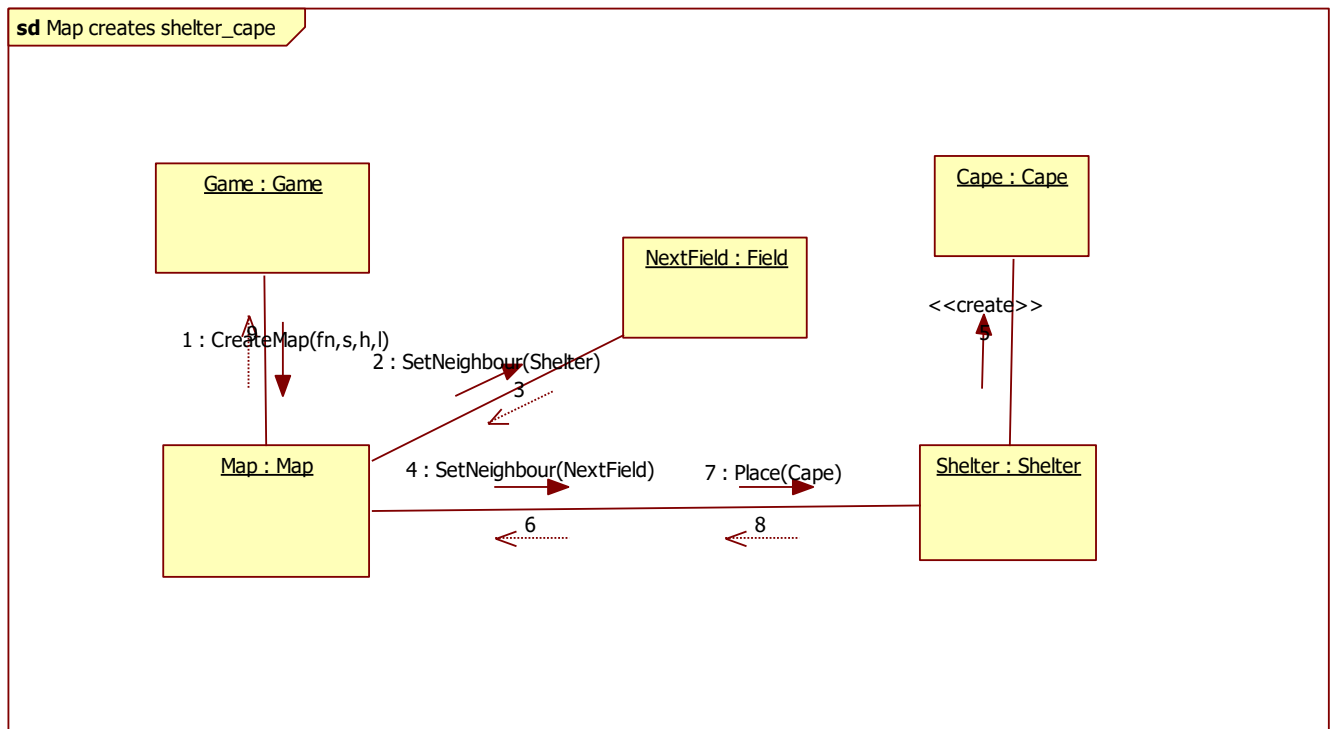 sd Map creates shelter_cape
Game : Game
Cape : Cape
NextField : Field
<<create>>
9
1 : CreateMap(fn,s,h,l)
5
2 : SetNeighbour(Shelter)
3
Map : Map
Shelter : Shelter
4 : SetNeighbour(NextField)
7 : Place(Cape)
6
8